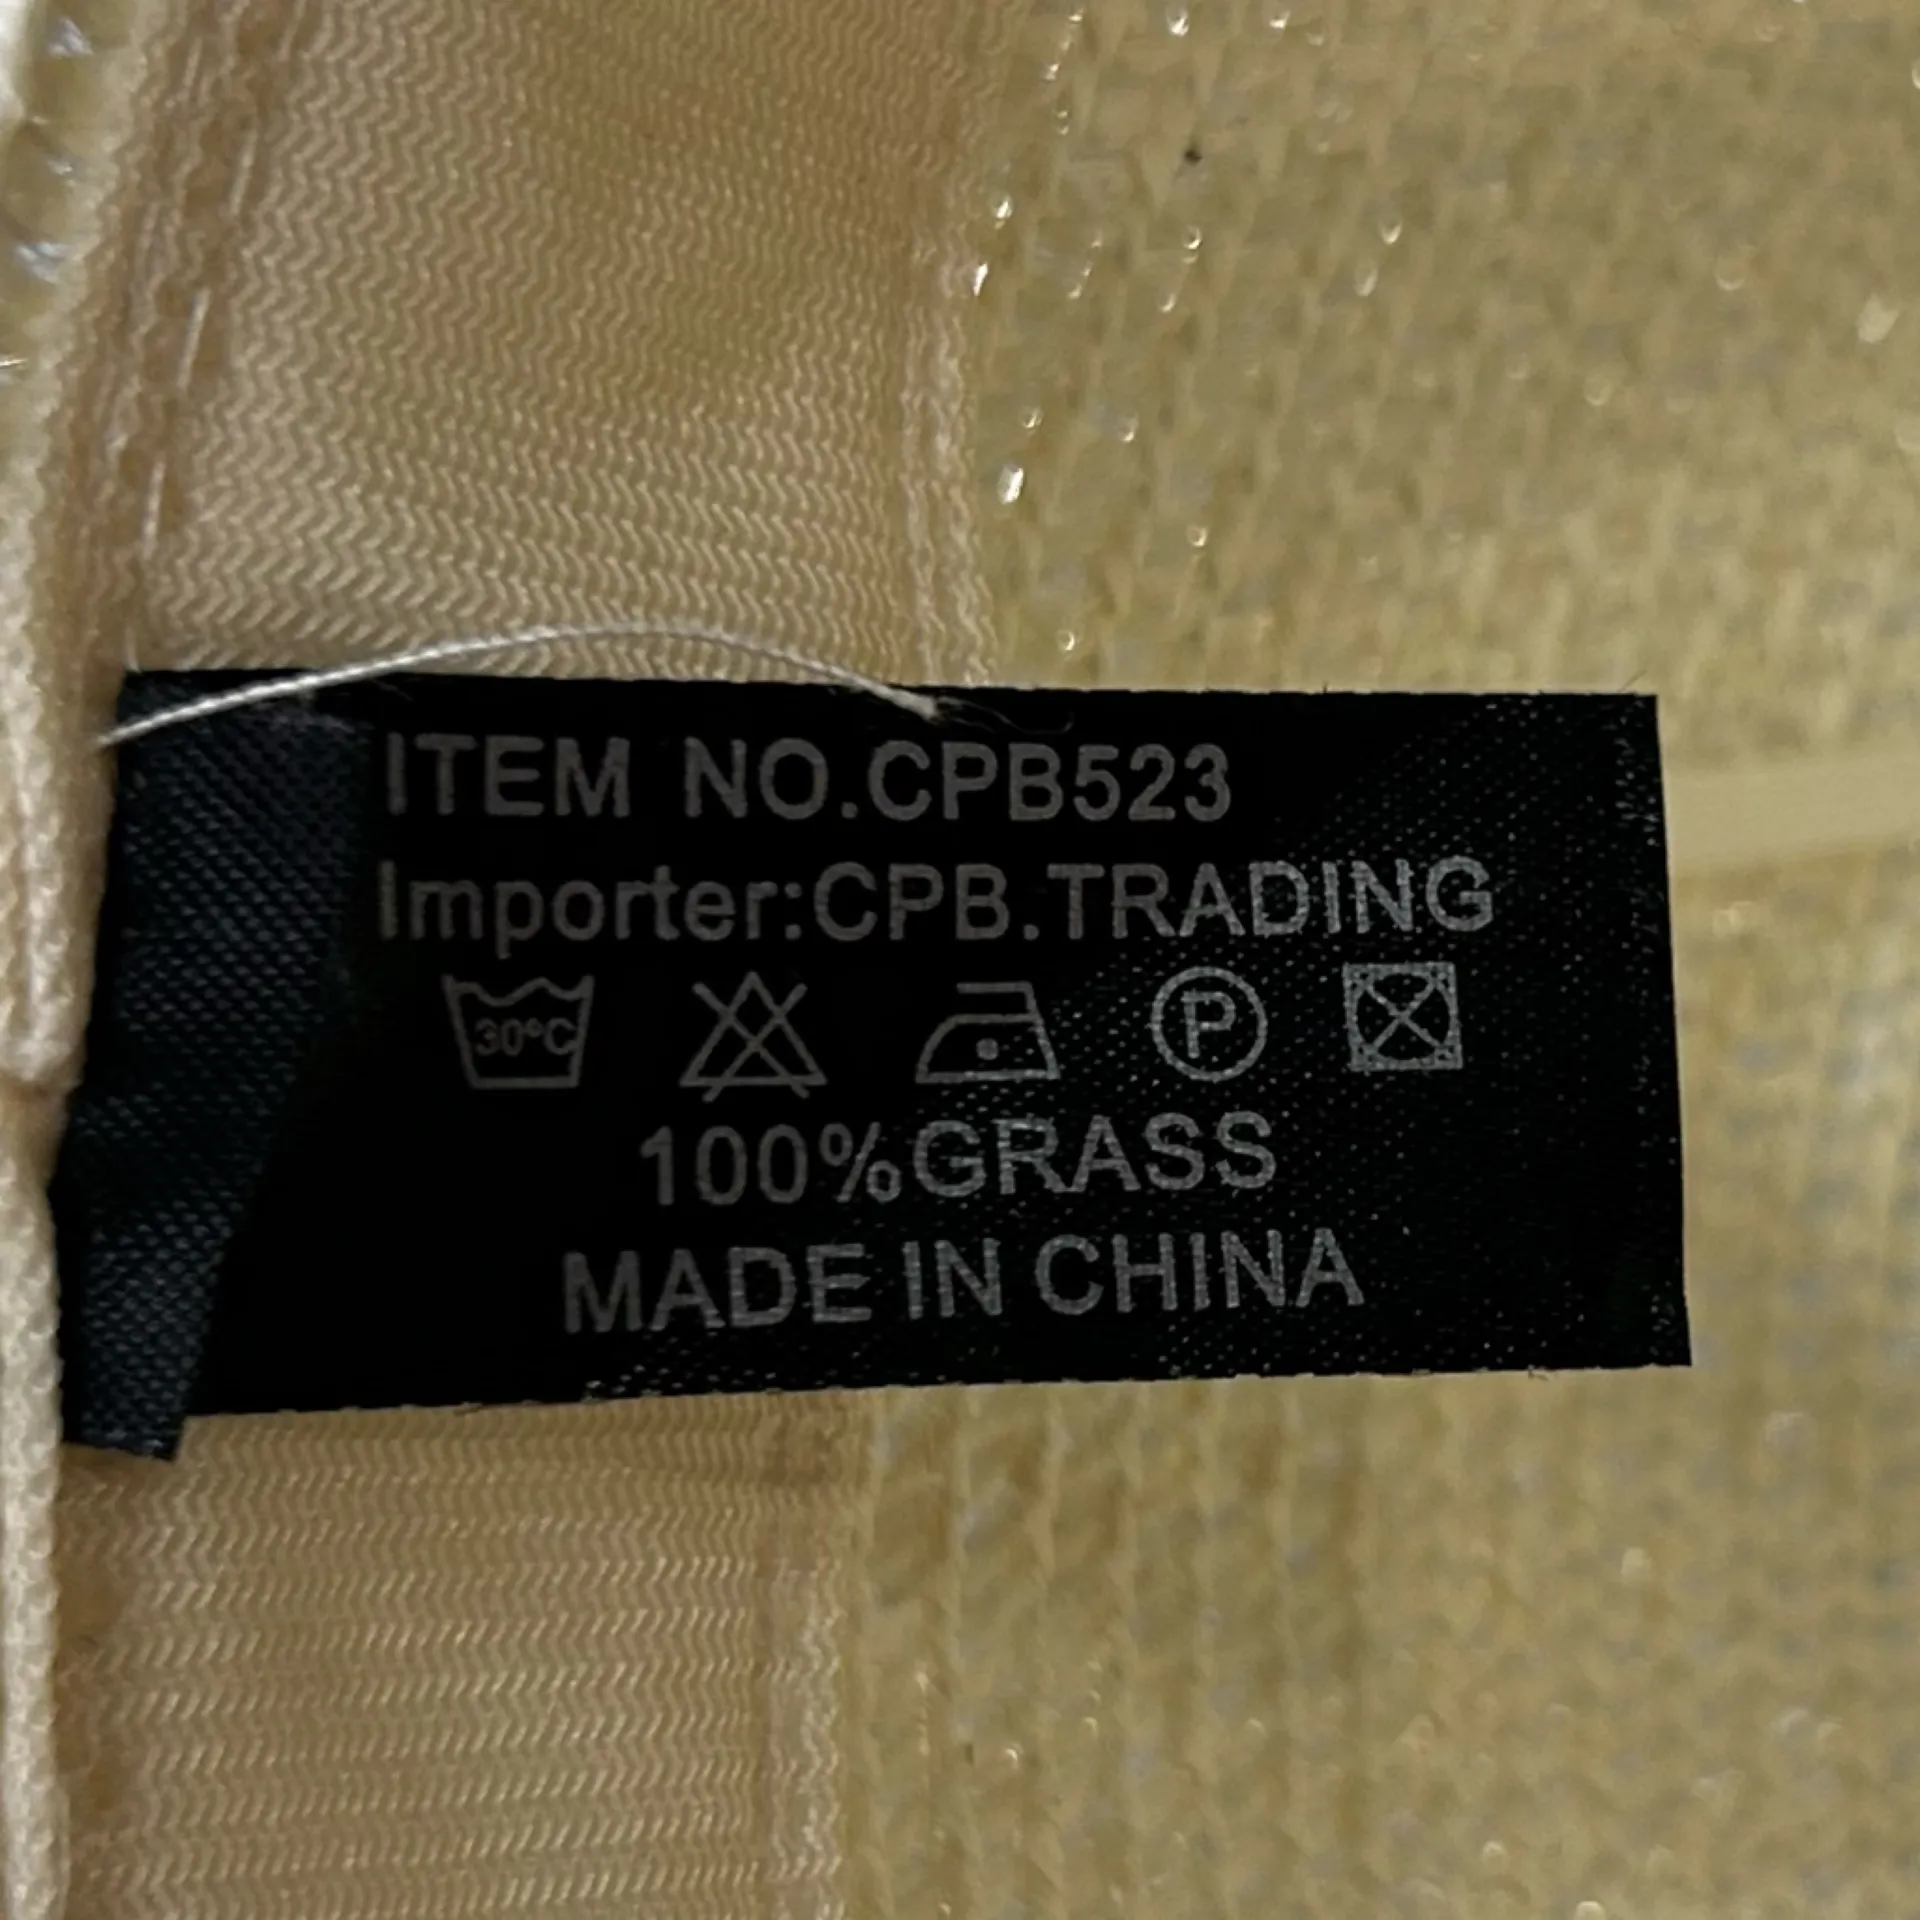 ITEM NO.CPB523
Importer:CPB.TRADING
30°C P
100%GRASS
MADE IN CHINA